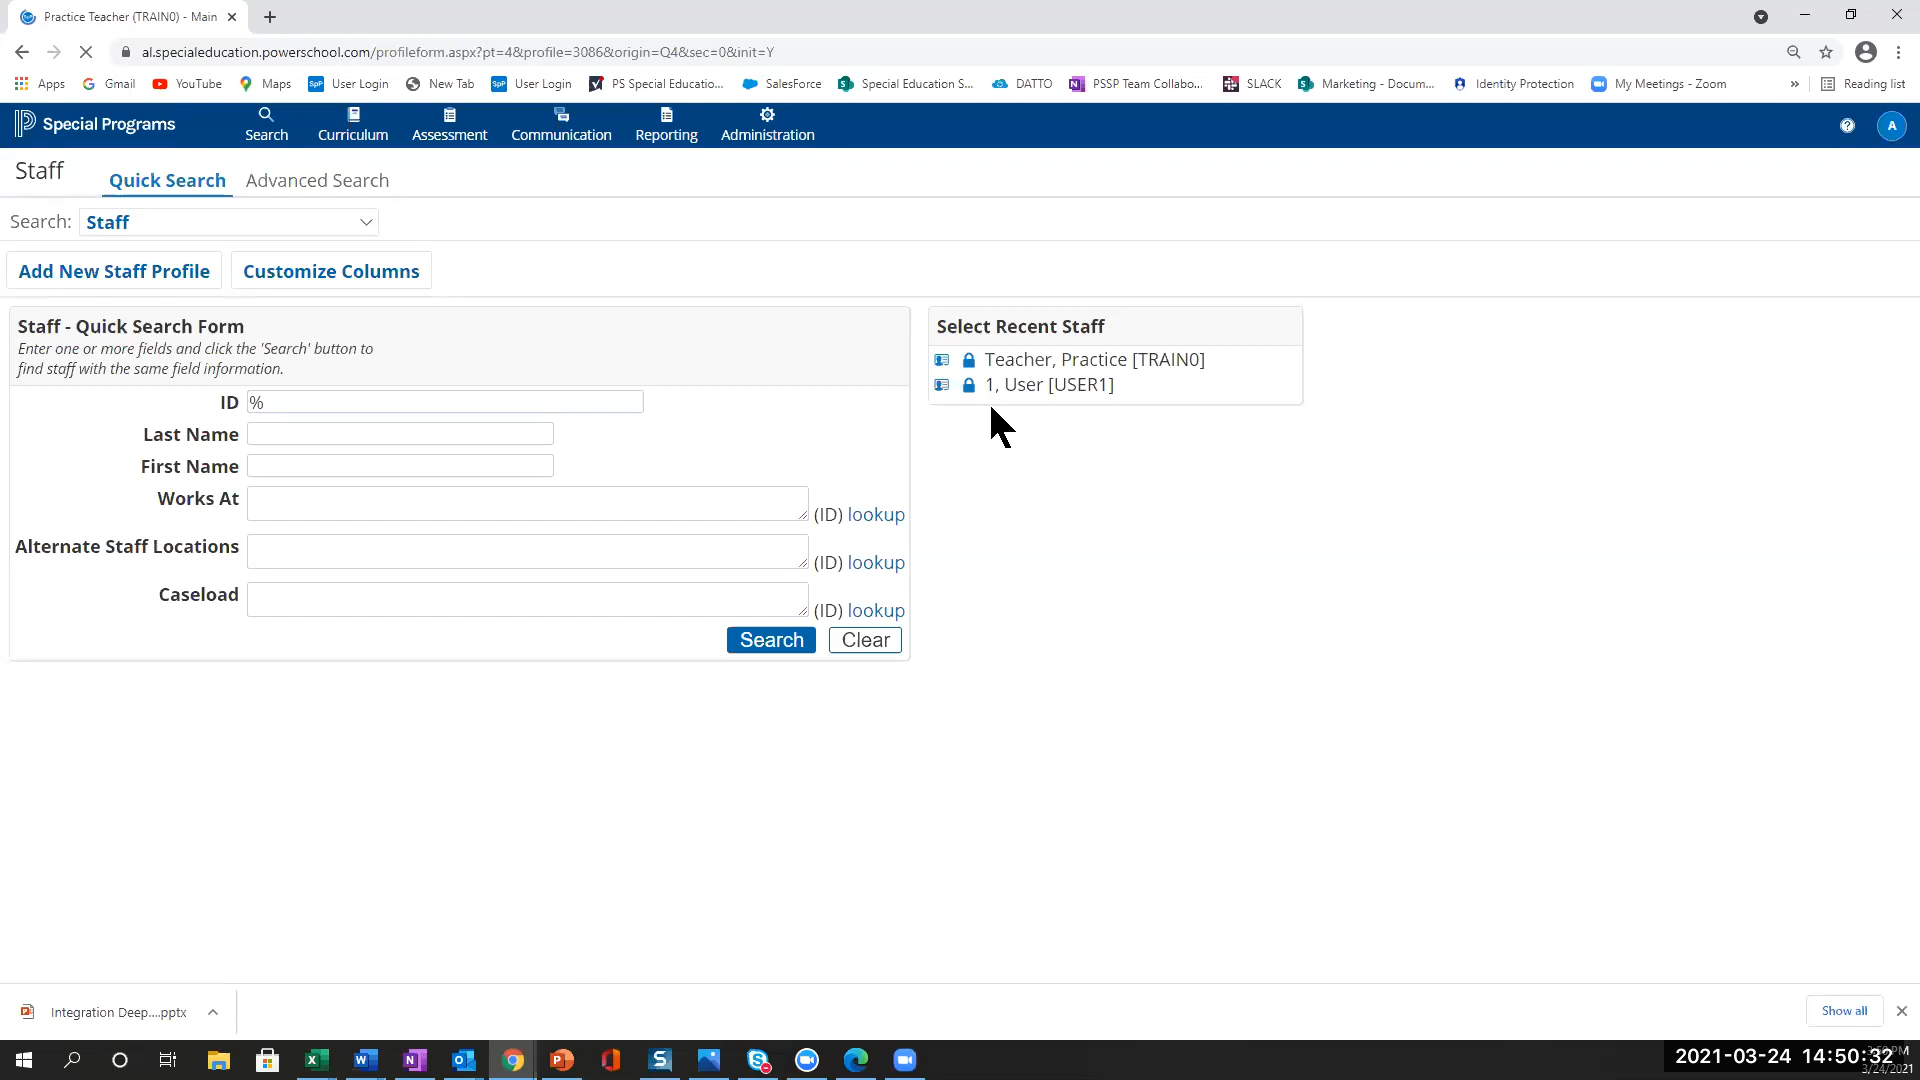 Practice Teacher (TRAIN0) - Main
al.specialeducation.powerschool.com/profileform.aspx?pt=4&profile=3086&origin=Q4&sec=0&init=Y
Apps Gmail YouTube Maps User Login New Tab User Login PS Special Educatio... SalesForce Special Education S... DATTO PSSP Team Collabo... SLACK Marketing - Docum... Identity Protection My Meetings - Zoom » Reading list
Special Programs Search Curriculum Assessment Communication Reporting Administration ? A
Staff Quick Search Advanced Search
Search: Staff
Add New Staff Profile Customize Columns
Staff - Quick Search Form
Enter one or more fields and click the 'Search' button to
find staff with the same field information.
ID %
Last Name
First Name
Works At (ID) lookup
Alternate Staff Locations (ID) lookup
Caseload (ID) lookup
Search Clear
Select Recent Staff
Teacher, Practice [TRAIN0]
1, User [USER1]
Integration Deep....pptx Show all
2021-03-24 14:50:32
3/24/2021